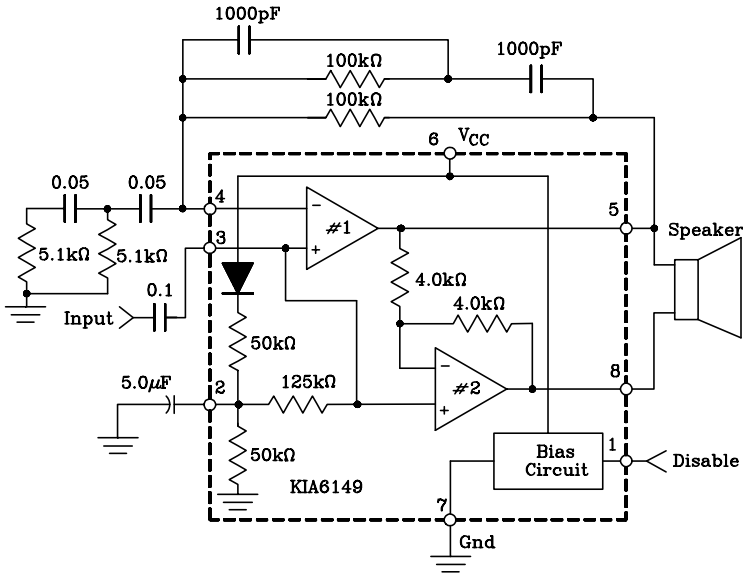 1000pF
1000pF
100kΩ
100kΩ
6 VCC
0.05 0.05
4
5
Speaker
− #1
3
+
5.1kΩ 5.1kΩ
4.0kΩ
0.1
4.0kΩ
Input
50kΩ
5.0µF
2
125kΩ
− #2
8
+
50kΩ
Bias
Circuit
1
Disable
KIA6149
7
Gnd